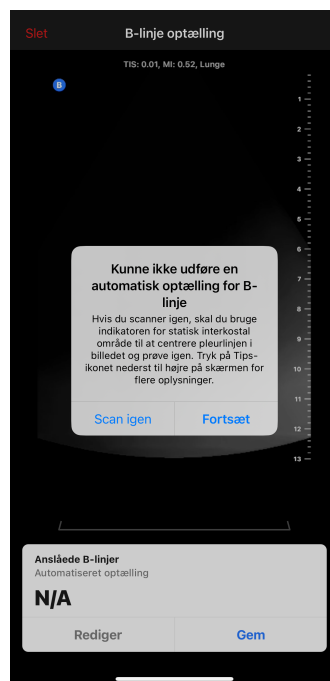 Slet
B-linje optælling
TIS: 0.01, MI: 0.52, Lunge
B
1
2
3
4
5
6
Kunne ikke udføre en
automatisk optælling for B-
linje
Hvis du scanner igen, skal du bruge
indikatoren for statisk interkostal
område til at centrere pleurlinjen i
billedet og prøve igen. Tryk på Tips-
ikonet nederst til højre på skærmen for
flere oplysninger.
Scan igen
Fortsæt
7
8
9
10
11
12
13
Anslåede B-linjer
Automatiseret optælling
N/A
Rediger
Gem